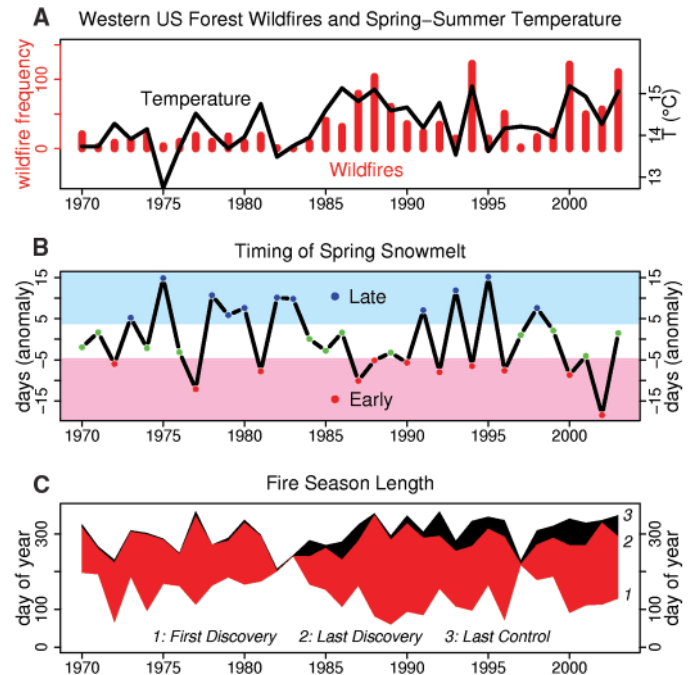 A
Western US Forest Wildfires and Spring–Summer Temperature
wildfire frequency
0 100
Temperature
Wildfires
13 14 15
T (°C)
1970 1975 1980 1985 1990 1995 2000
B
Timing of Spring Snowmelt
days (anomaly)
−15 −5 5 15
Late
Early
−15 −5 5 15
days (anomaly)
1970 1975 1980 1985 1990 1995 2000
C
Fire Season Length
day of year
0 100 300
3
2
1
1: First Discovery 2: Last Discovery 3: Last Control
0 100 300
day of year
1970 1975 1980 1985 1990 1995 2000